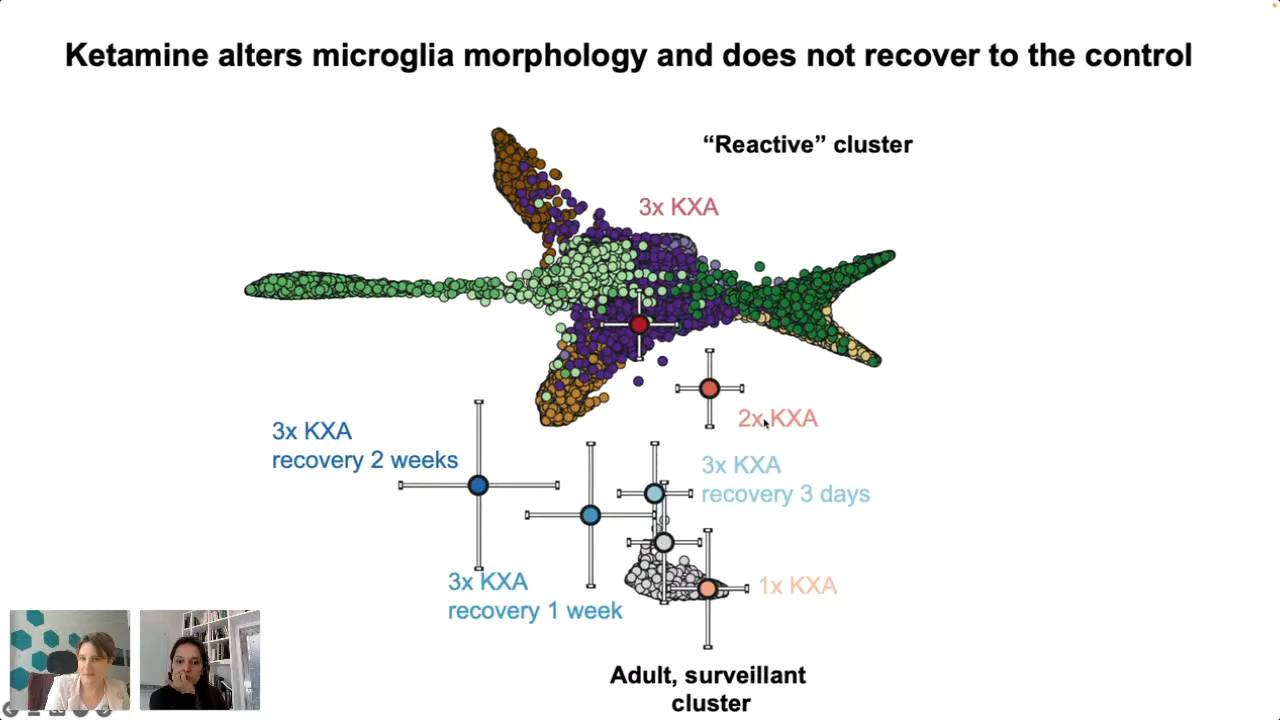 Ketamine alters microglia morphology and does not recover to the control
“Reactive” cluster
3x KXA
2x KXA
3x KXA
recovery 2 weeks
3x KXA
recovery 3 days
3x KXA
recovery 1 week
1x KXA
Adult, surveillant
cluster